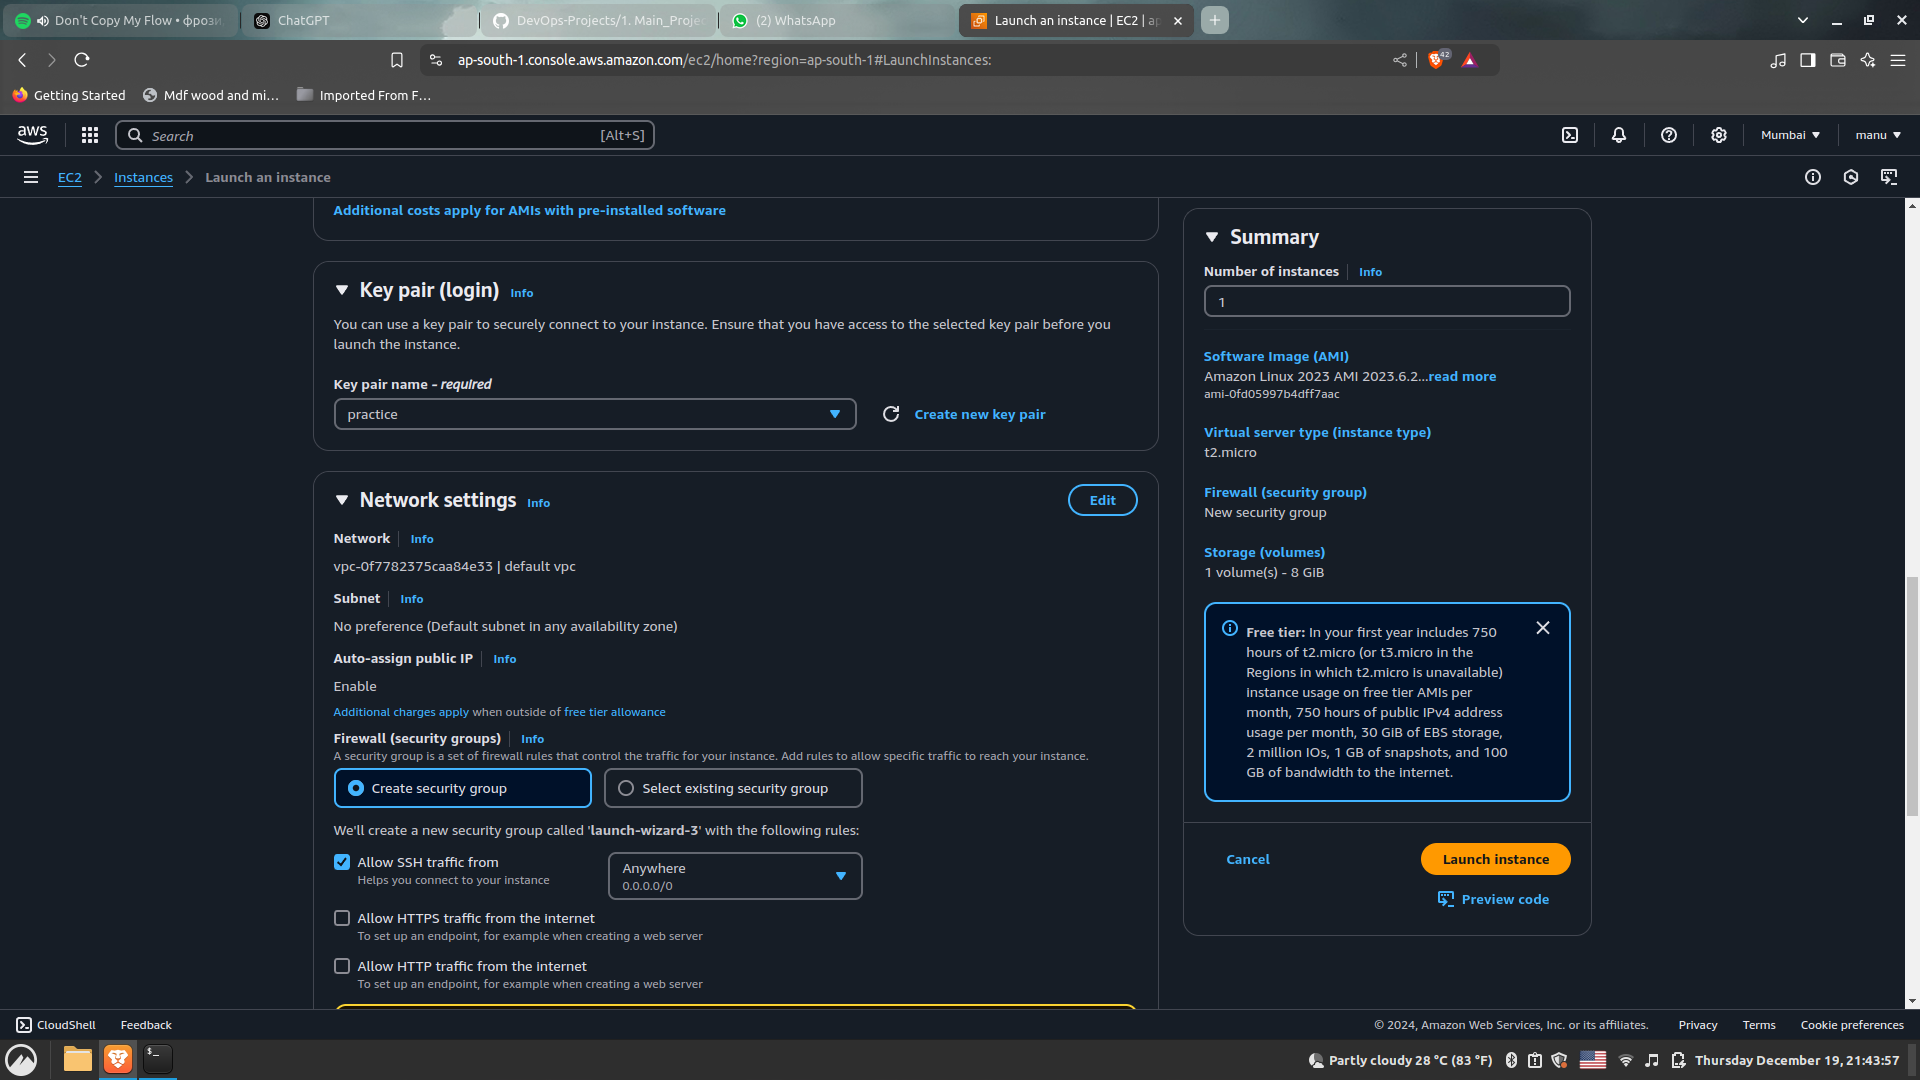 Don't Copy My Flow • фрози
ChatGPT
DevOps-Projects/1. Main_Projec
(2) WhatsApp
Launch an instance | EC2 | ap
ap-south-1.console.aws.amazon.com/ec2/home?region=ap-south-1#LaunchInstances:
42
Getting Started
Mdf wood and mi...
Imported From F...
aws
Search
[Alt+S]
Mumbai
manu
EC2
Instances
Launch an instance
Additional costs apply for AMIs with pre-installed software
Key pair (login) Info
You can use a key pair to securely connect to your instance. Ensure that you have access to the selected key pair before you
launch the instance.
Key pair name - required
practice
Create new key pair
Network settings Info
Edit
Network Info
vpc-0f7782375caa84e33 | default vpc
Subnet Info
No preference (Default subnet in any availability zone)
Auto-assign public IP Info
Enable
Additional charges apply when outside of free tier allowance
Firewall (security groups) Info
A security group is a set of firewall rules that control the traffic for your instance. Add rules to allow specific traffic to reach your instance.
Create security group
Select existing security group
We'll create a new security group called 'launch-wizard-3' with the following rules:
Allow SSH traffic from
Helps you connect to your instance
Anywhere
0.0.0.0/0
Allow HTTPS traffic from the internet
To set up an endpoint, for example when creating a web server
Allow HTTP traffic from the internet
To set up an endpoint, for example when creating a web server
Summary
Number of instances Info
1
Software Image (AMI)
Amazon Linux 2023 AMI 2023.6.2...read more
ami-0fd05997b4dff7aac
Virtual server type (instance type)
t2.micro
Firewall (security group)
New security group
Storage (volumes)
1 volume(s) - 8 GiB
Free tier: In your first year includes 750
hours of t2.micro (or t3.micro in the
Regions in which t2.micro is unavailable)
instance usage on free tier AMIs per
month, 750 hours of public IPv4 address
usage per month, 30 GiB of EBS storage,
2 million IOs, 1 GB of snapshots, and 100
GB of bandwidth to the internet.
Cancel
Launch instance
Preview code
CloudShell
Feedback
© 2024, Amazon Web Services, Inc. or its affiliates.
Privacy
Terms
Cookie preferences
$_
Partly cloudy 28 °C (83 °F)
Thursday December 19, 21:43:57